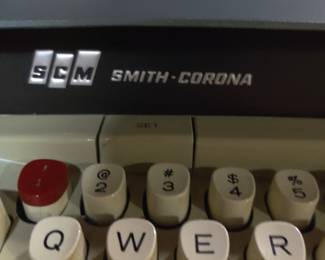 SCM SMITH-CORONA
SET
@ # $ %
2 3 4 5
Q W E R